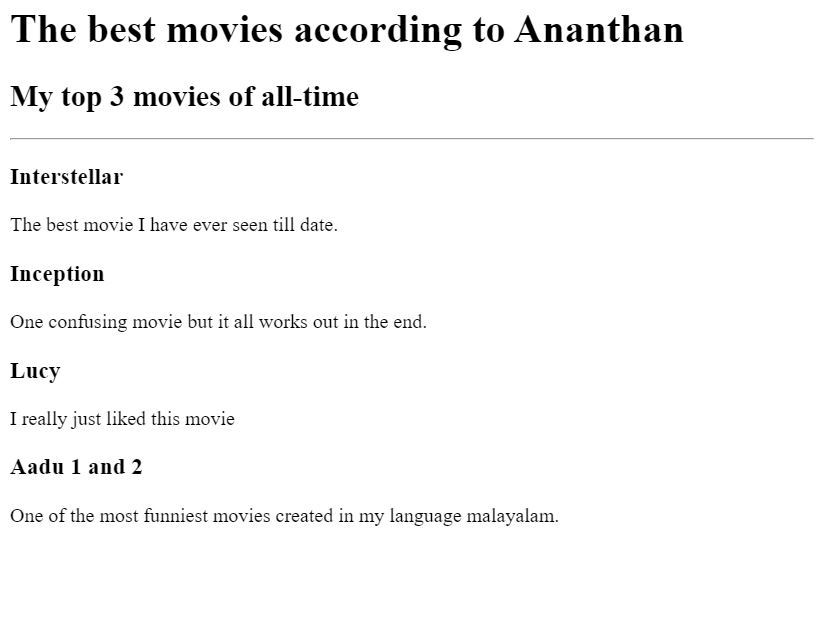 The best movies according to Ananthan
My top 3 movies of all-time
Interstellar
The best movie I have ever seen till date.
Inception
One confusing movie but it all works out in the end.
Lucy
I really just liked this movie
Aadu 1 and 2
One of the most funniest movies created in my language malayalam.